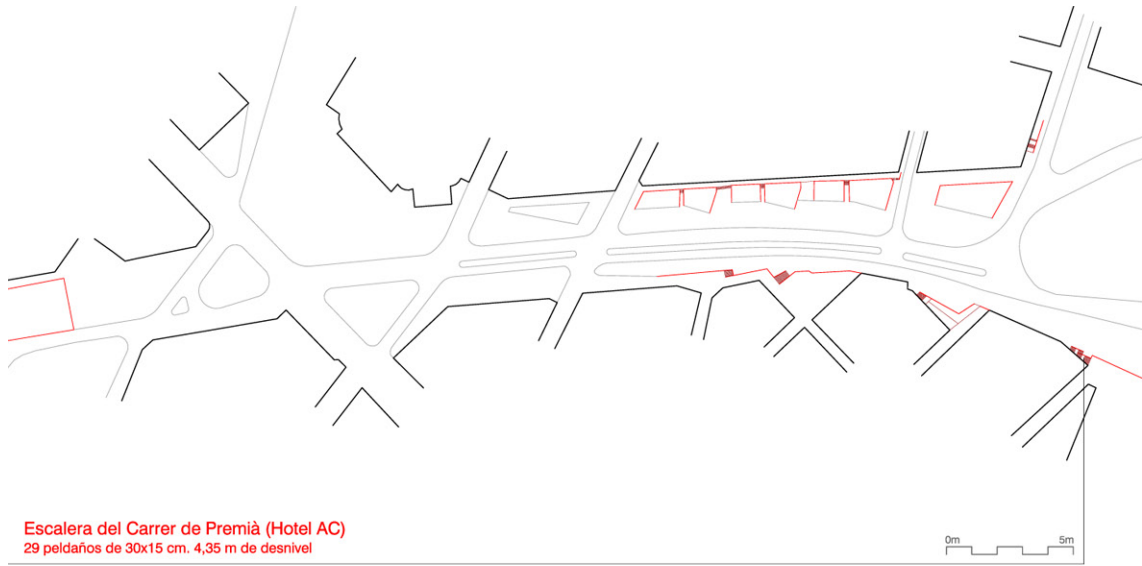 Escalera del Carrer de Premià (Hotel AC)
29 peldaños de 30x15 cm. 4,35 m de desnivel
0m 5m